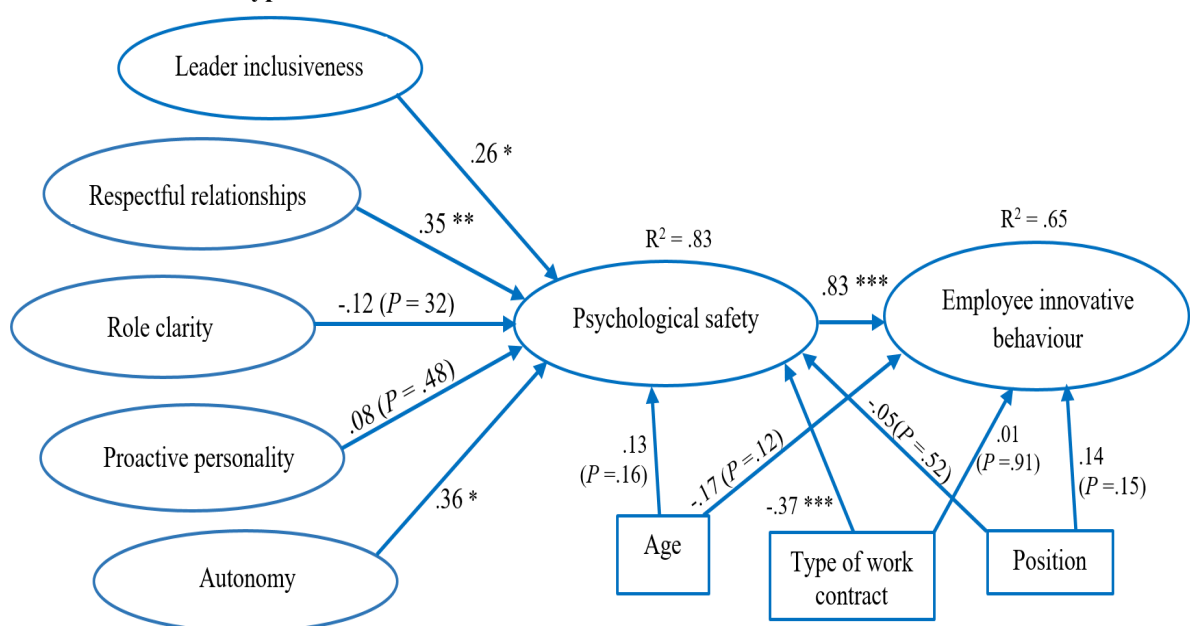 Leader inclusiveness
.26 *
Respectful relationships
.35 **
R² = .83
R² = .65
-.12 (P = 32)
Role clarity
Psychological safety
.83 ***
Employee innovative
behaviour
.08 (P = .48)
Proactive personality
.36 *
Autonomy
.13
(P =.16)
-.17 (P =.12)
-.37 ***
-.05(P =.52)
.01
(P =.91)
.14
(P =.15)
Age
Type of work
contract
Position